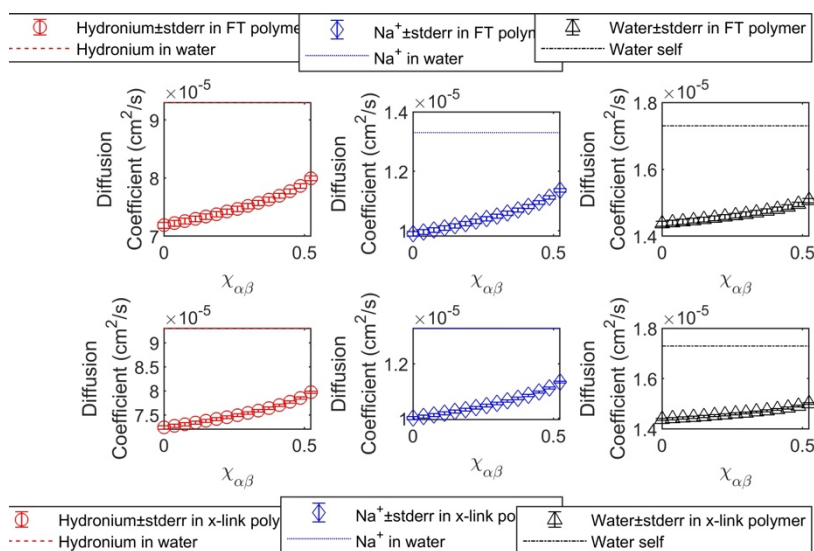 Hydronium±stderr in FT polyme
Hydronium in water
Na+±stderr in FT polyn
Na+ in water
Water±stderr in FT polymer
Water self
×10-5
9
8
7
Diffusion
Coefficient (cm2/s)
0
0.5
χαβ
×10-5
1.4
1.2
1
Diffusion
Coefficient (cm2/s)
0
0.5
χαβ
×10-5
1.8
1.6
1.4
Diffusion
Coefficient (cm2/s)
0
0.5
χαβ
×10-5
9
8.5
8
7.5
Diffusion
Coefficient (cm2/s)
0
0.5
χαβ
×10-5
1.2
1
Diffusion
Coefficient (cm2/s)
0
0.5
χαβ
×10-5
1.8
1.6
1.4
Diffusion
Coefficient (cm2/s)
0
0.5
χαβ
Hydronium±stderr in x-link poly
Hydronium in water
Na+±stderr in x-link po
Na+ in water
Water±stderr in x-link polymer
Water self